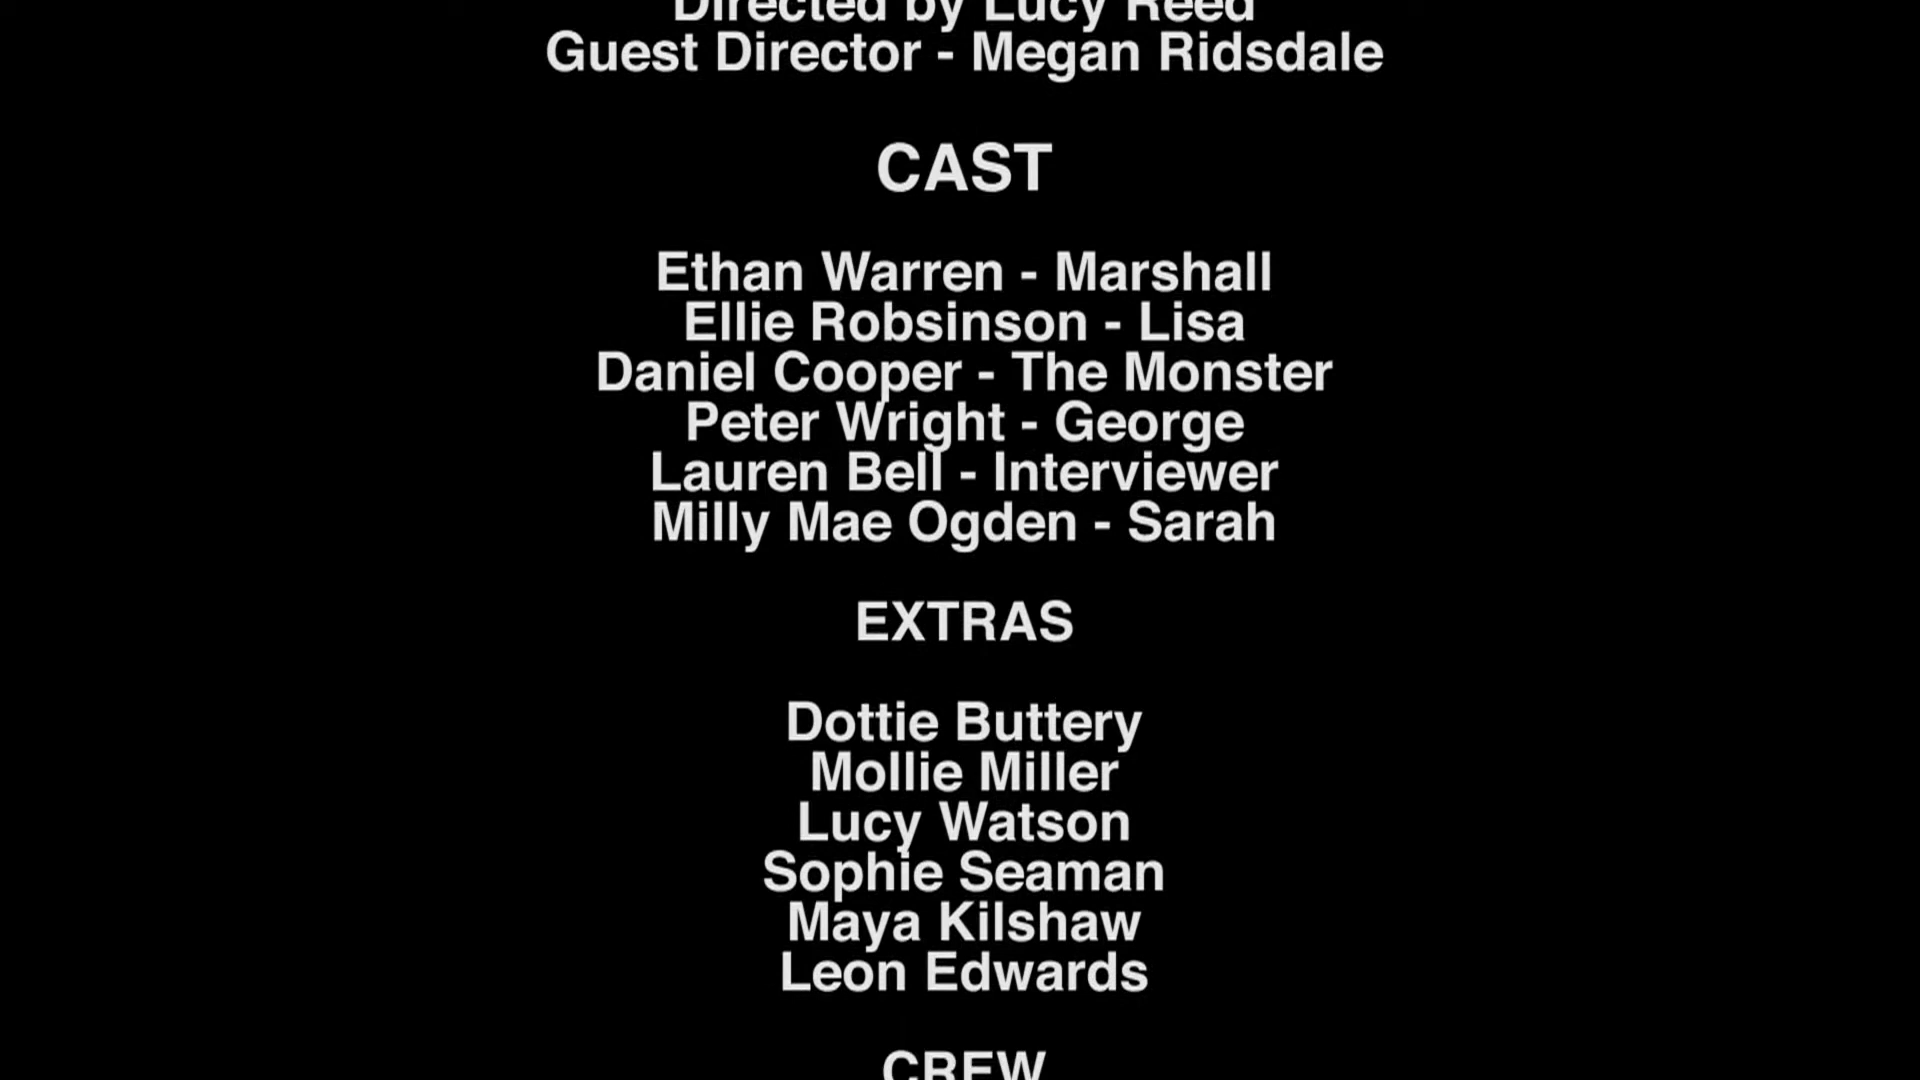 Directed by Lucy Reed
Guest Director - Megan Ridsdale
CAST
Ethan Warren - Marshall
Ellie Robsinson - Lisa
Daniel Cooper - The Monster
Peter Wright - George
Lauren Bell - Interviewer
Milly Mae Ogden - Sarah
EXTRAS
Dottie Buttery
Mollie Miller
Lucy Watson
Sophie Seaman
Maya Kilshaw
Leon Edwards
CREW